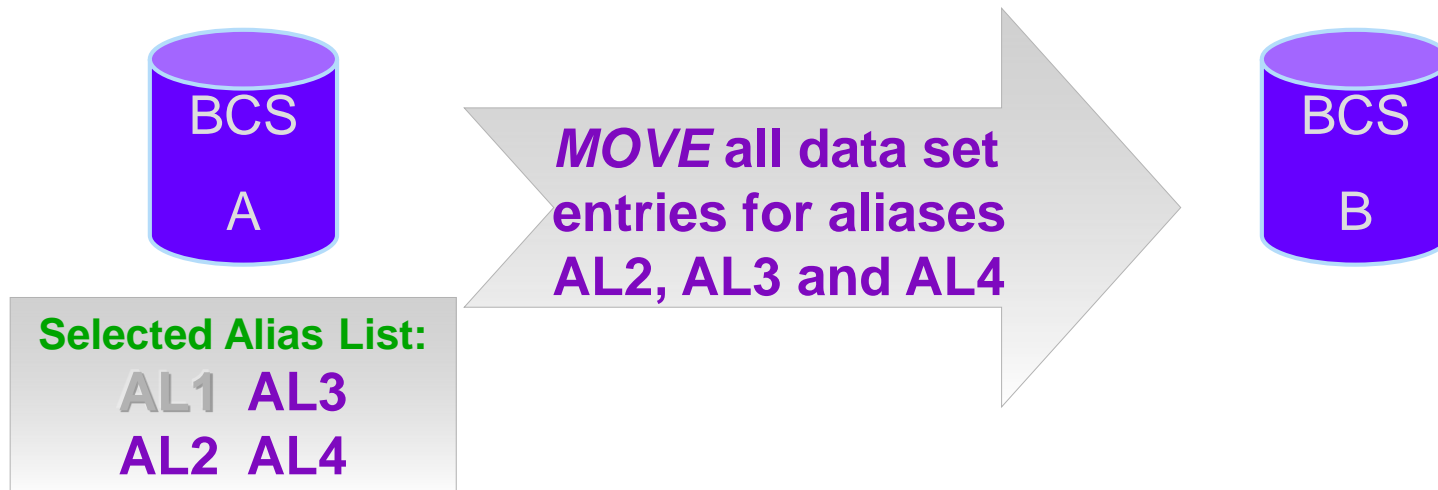 BCS
A
MOVE all data set
entries for aliases
AL2, AL3 and AL4
BCS
B
Selected Alias List:
AL1 AL3
AL2 AL4